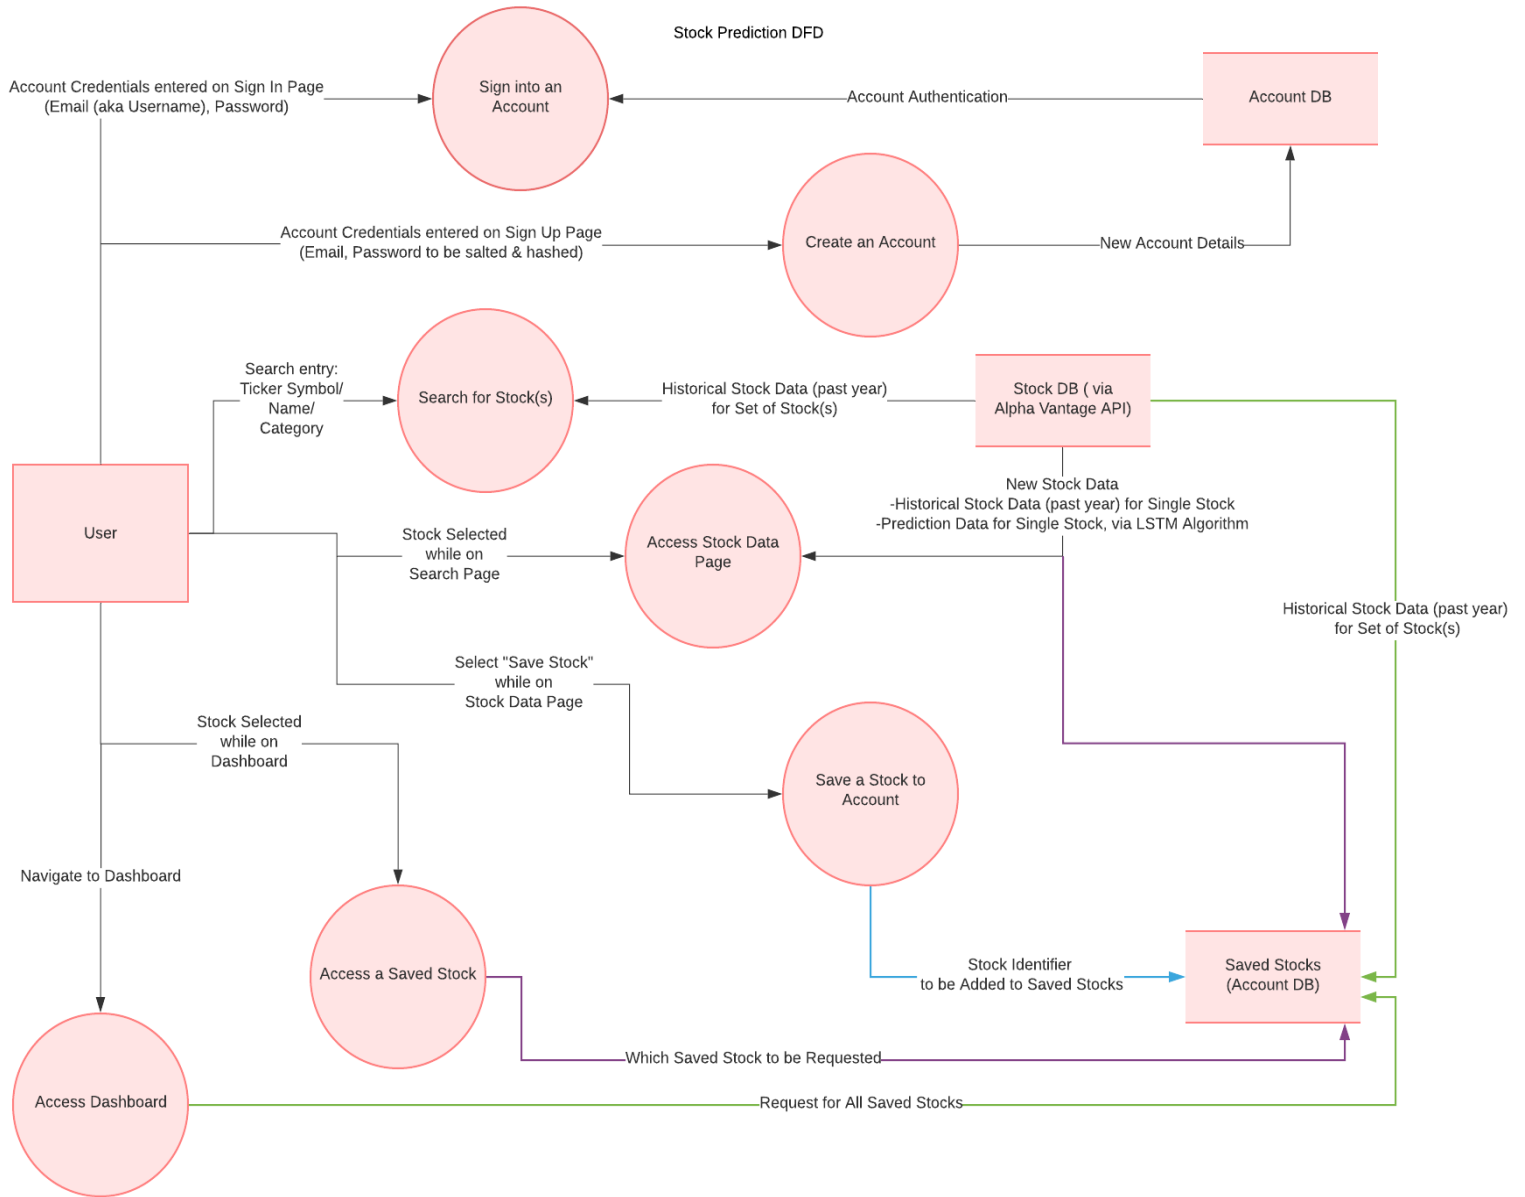 Stock Prediction DFD
Account Credentials entered on Sign In Page
(Email (aka Username), Password)
Sign into an
Account
Account Authentication
Account DB
Account Credentials entered on Sign Up Page
(Email, Password to be salted & hashed)
Create an Account
New Account Details
Search entry:
Ticker Symbol/
Name/
Category
Search for Stock(s)
Historical Stock Data (past year)
for Set of Stock(s)
Stock DB ( via
Alpha Vantage API)
New Stock Data
-Historical Stock Data (past year) for Single Stock
-Prediction Data for Single Stock, via LSTM Algorithm
User
Stock Selected
while on
Search Page
Access Stock Data
Page
Historical Stock Data (past year)
for Set of Stock(s)
Select "Save Stock"
while on
Stock Data Page
Stock Selected
while on
Dashboard
Save a Stock to
Account
Navigate to Dashboard
Access a Saved Stock
Stock Identifier
to be Added to Saved Stocks
Saved Stocks
(Account DB)
Which Saved Stock to be Requested
Access Dashboard
Request for All Saved Stocks